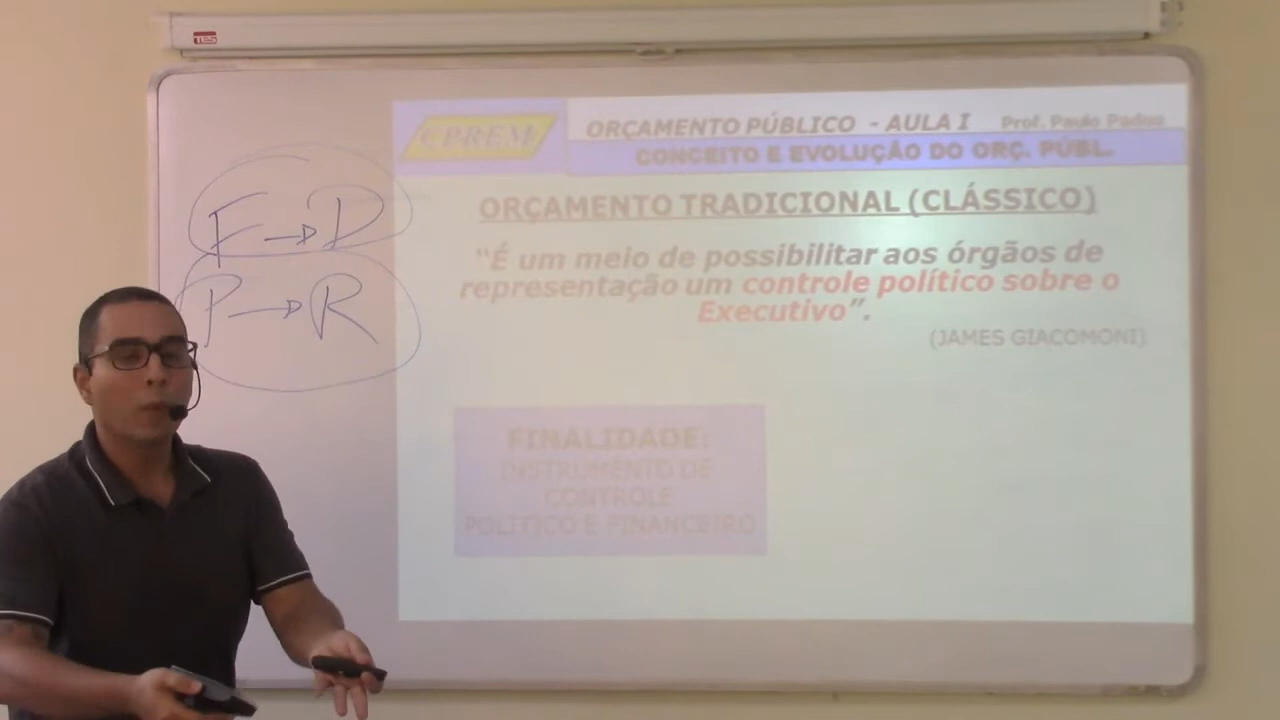 TES
CPREM
ORÇAMENTO PÚBLICO - AULA I Prof. Paulo
CONCEITO E EVOLUÇÃO DO ORÇ. PÚBL.
ORÇAMENTO TRADICIONAL (CLÁSSICO)
"É um meio de possibilitar aos órgãos de
representação um controle político sobre o
Executivo".
(JAMES GIACOMONI)
F → D
P → R
FINALIDADE:
INSTRUMENTO DE
CONTROLE
POLÍTICO E FINANCEIRO